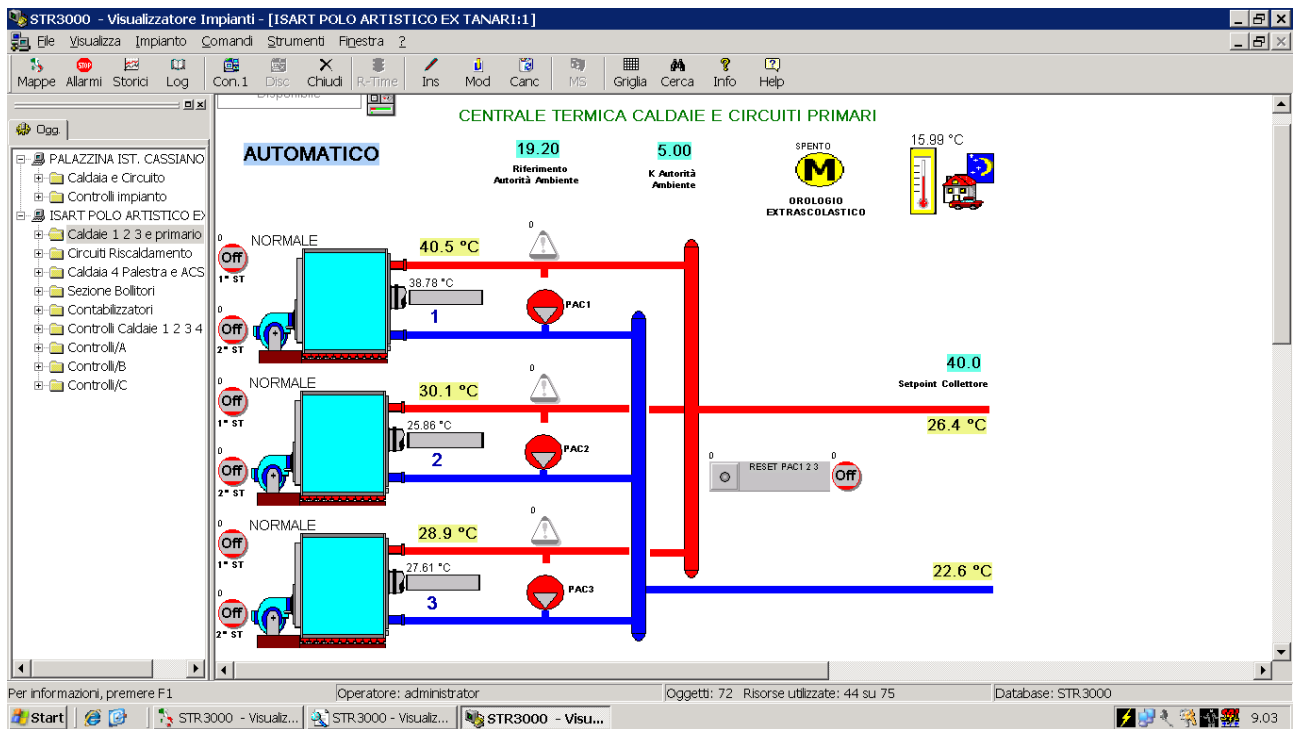 STR3000 - Visualizzatore Impianti - [ISART POLO ARTISTICO EX TANARI:1]
File Visualizza Impianto Comandi Strumenti Finestra ?
Mappe Allarmi Storici Log Con.1 Disc Chiudi R-Time Ins Mod Canc MS Griglia Cerca Info Help
Ogg.
PALAZZINA IST. CASSIANO
Caldaia e Circuito
Controlli impianto
ISART POLO ARTISTICO EX
Caldaie 1 2 3 e primario
Circuiti Riscaldamento
Caldaia 4 Palestra e ACS
Sezione Bollitori
Contabilizzatori
Controlli Caldaie 1 2 3 4
Controlli/A
Controlli/B
Controlli/C
Disponibile
CENTRALE TERMICA CALDAIE E CIRCUITI PRIMARI
AUTOMATICO
19.20
Riferimento
Autorità Ambiente
5.00
K Autorità
Ambiente
SPENTO
M
OROLOGIO
EXTRASCOLASTICO
15.99 °C
0
NORMALE
Off
1° ST
40.5 °C
0
38.78 °C
1
PAC1
0
Off
2° ST
0
NORMALE
Off
1° ST
30.1 °C
0
25.86 °C
2
PAC2
0
Off
2° ST
40.0
Setpoint Collettore
26.4 °C
0
RESET PAC1 2 3
0
Off
0
NORMALE
Off
1° ST
28.9 °C
0
27.61 °C
3
PAC3
0
Off
2° ST
22.6 °C
Per informazioni, premere F1
Operatore: administrator
Oggetti: 72 Risorse utilizzate: 44 su 75
Database: STR3000
Start
STR3000 - Visualiz...
STR3000 - Visualiz...
STR3000 - Visu...
9.03